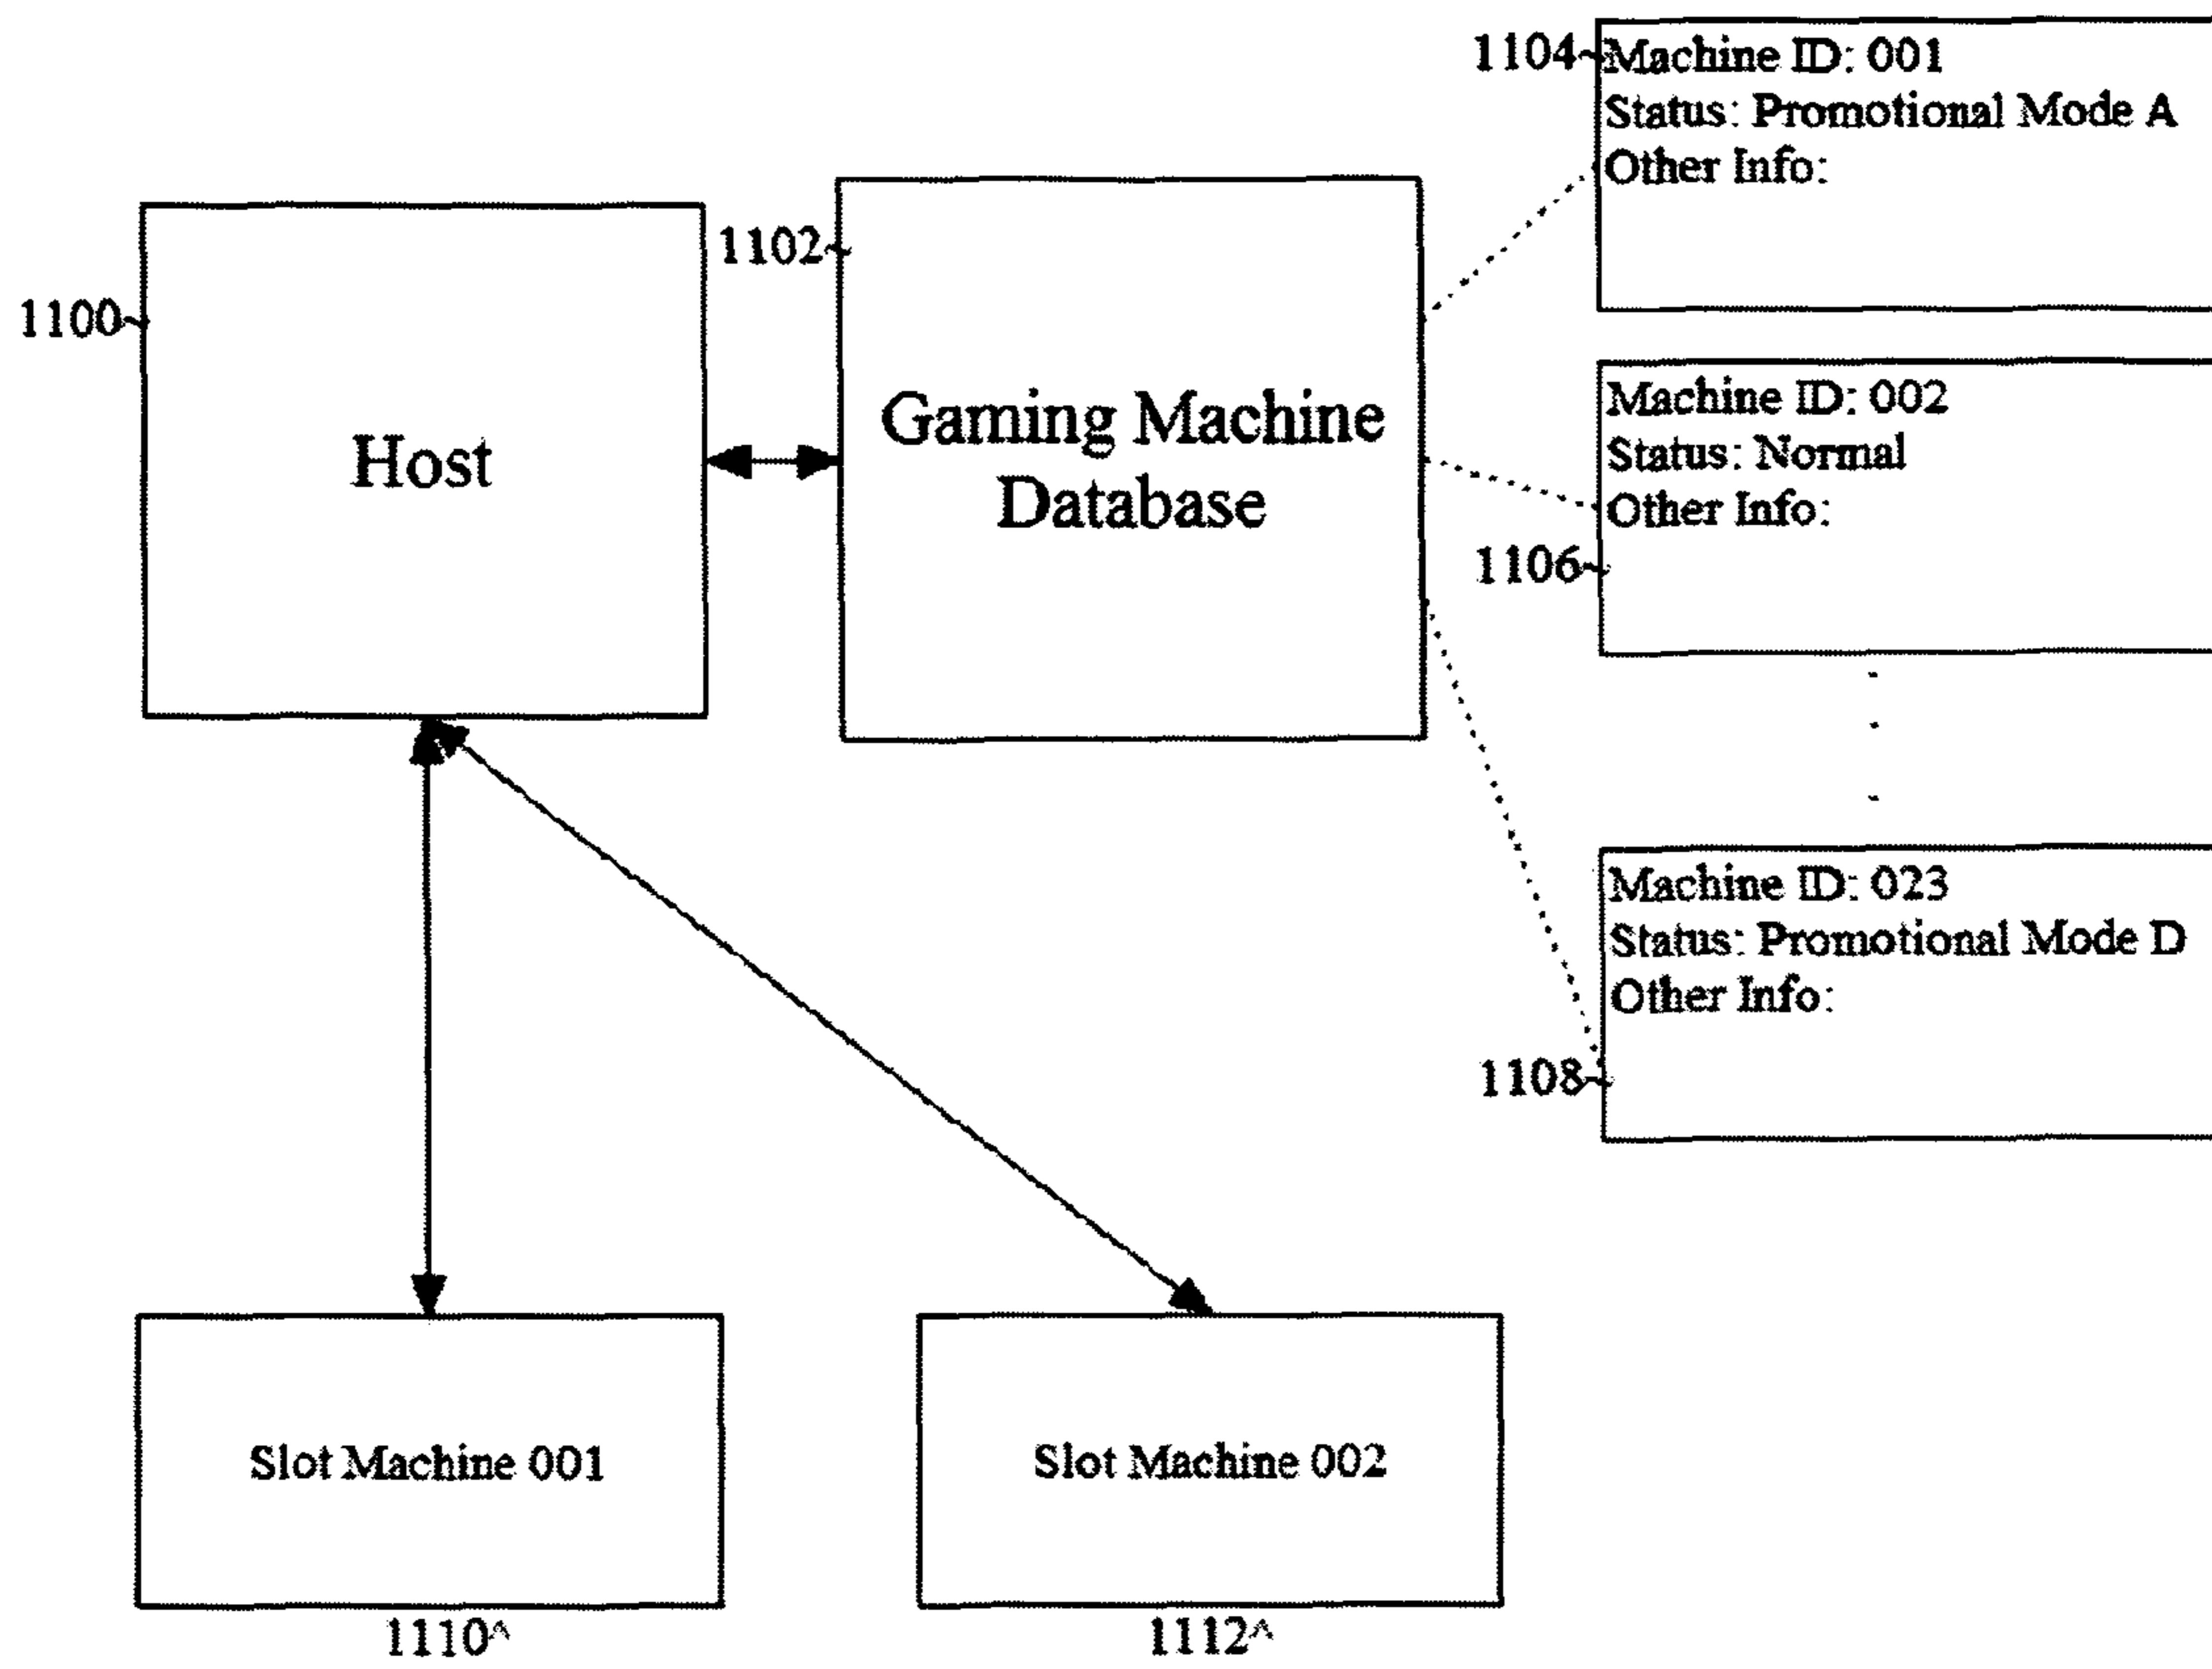 1104
Machine ID: 001
Status: Promotional Mode A
Other Info:
1102
1100
Host
Gaming Machine
Database
Machine ID: 002
Status: Normal
Other Info:
1106
Machine ID: 023
Status: Promotional Mode D
Other Info:
1108
Slot Machine 001
Slot Machine 002
1110
1112